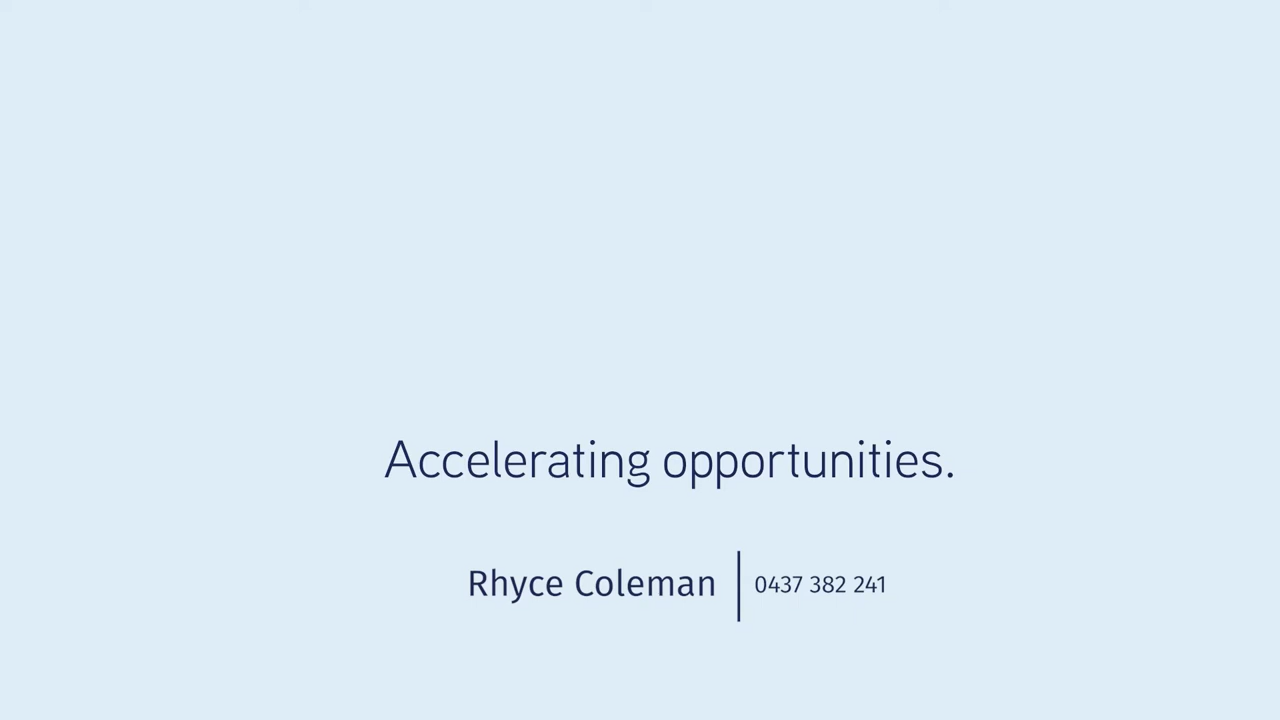 Accelerating opportunities.
Rhyce Coleman | 0437 382 241